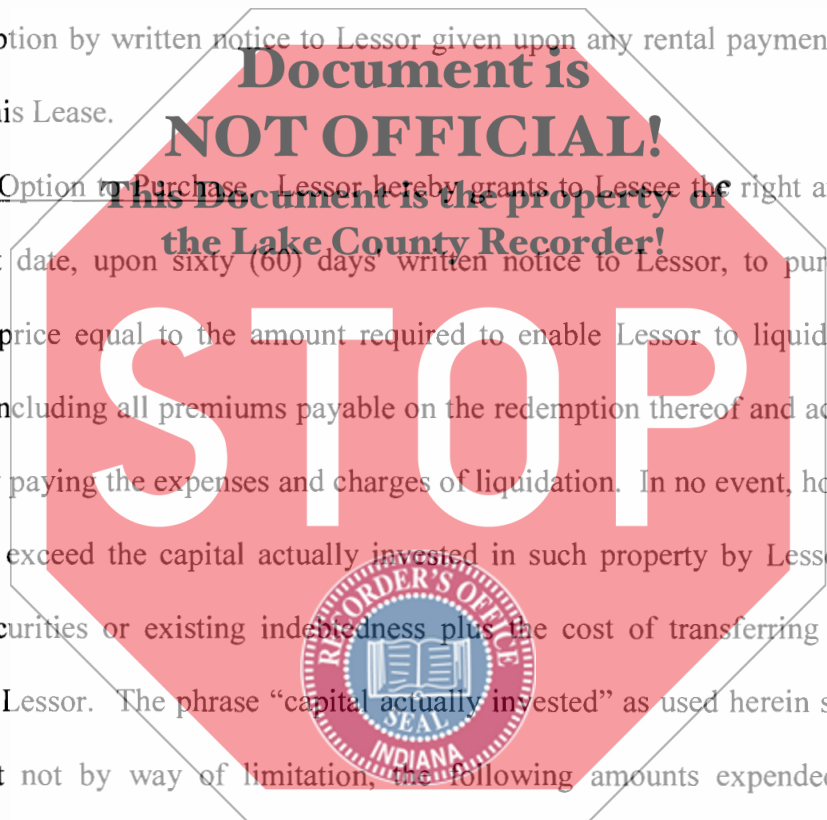 tion by written notice to Lessor given upon any rental paymen
Document is
is Lease.
NOT OFFICIAL!
Option to Purchase. Lessor hereby grants to Lessee the right a
This Document is the property of
the Lake County Recorder!
date, upon sixty (60) days' written notice to Lessor, to pur
STOP
price equal to the amount required to enable Lessor to liquid
ncluding all premiums payable on the redemption thereof and ac
paying the expenses and charges of liquidation. In no event, ho
exceed the capital actually invested in such property by Less
curities or existing indebtedness plus the cost of transferring
RECORDER'S OFFICE
Lessor. The phrase “capital actually invested” as used herein s
SEAL
INDIANA
t not by way of limitation, the following amounts expended